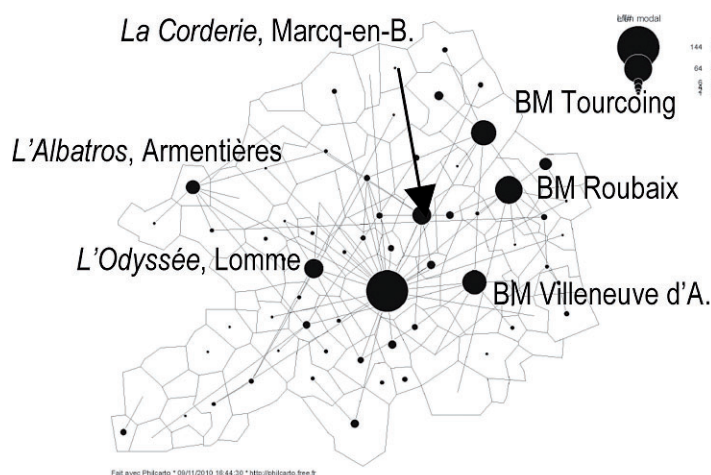 La Corderie, Marcq-en-B.
modal
144
64
BM Tourcoing
L'Albatros, Armentières
BM Roubaix
L'Odyssée, Lomme
BM Villeneuve d'A.
Fait avec Philcarto * 09/11/2010 18:44:30 * http://philcarto.free.fr